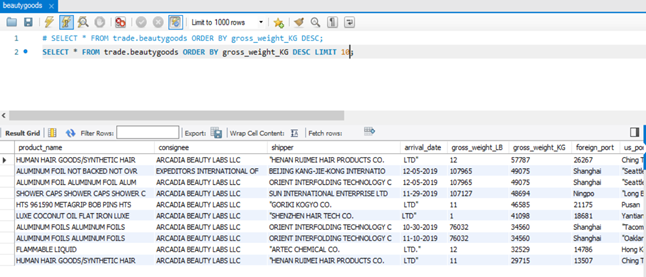 beautygoods
Limit to 1000 rows
1 # SELECT * FROM trade.beautygoods ORDER BY gross_weight_KG DESC;
2 SELECT * FROM trade.beautygoods ORDER BY gross_weight_KG DESC LIMIT 10;
Result Grid Filter Rows: Export: Wrap Cell Content: Fetch rows:
product_name consignee shipper arrival_date gross_weight_LB gross_weight_KG foreign_port us_po
HUMAN HAIR GOODS/SYNTHETIC HAIR ARCADIA BEAUTY LABS LLC "HENAN RUIMEI HAIR PRODUCTS CO. LTD" 12 57787 26267 Ching T
ALUMINUM FOIL NOT BACKED NOT OVR EXPEDITORS INTERNATIONAL OF BEIJING KANG-JIE-KONG INTERNATIO 12-05-2019 107965 49075 Shanghai "Seattl
ALUMINUM FOIL ALUMINUM FOIL ALUM ARCADIA BEAUTY LABS LLC ORIENT INTERFOLDING TECHNOLOGY C 12-05-2019 107965 49075 Shanghai "Seattl
SHOWER CAPS SHOWER CAPS SHOWER C ARCADIA BEAUTY LABS LLC SUN INTERNATIONAL ENTERPRISE LTD 11-29-2019 107127 48694 Ningpo "Long B
HTS 961590 METAGRIP BOB PINS HTS ARCADIA BEAUTY LABS LLC "GORIKI KOGYO CO. LTD" 11 46585 21175 Pusan
LUXE COCONUT OIL FLAT IRON LUXE ARCADIA BEAUTY LABS LLC "SHENZHEN HAIR TECH CO. LTD" 1 41098 18681 Yantian
ALUMINUM FOILS ALUMINUM FOILS ARCADIA BEAUTY LABS LLC ORIENT INTERFOLDING TECHNOLOGY C 10-30-2019 76032 34560 Shanghai "Tacom
ALUMINUM FOILS ALUMINUM FOILS ARCADIA BEAUTY LABS LLC ORIENT INTERFOLDING TECHNOLOGY C 11-10-2019 76032 34560 Shanghai "Oaklan
FLAMMABLE LIQUID ARCADIA BEAUTY LABS LLC "ARTEC CHEMICAL CO. LTD." 12 32529 14786 Hong K
HUMAN HAIR GOODS/SYNTHETIC HAIR ARCADIA BEAUTY LABS LLC "HENAN RUIMEI HAIR PRODUCTS CO. LTD" 11 29715 13507 Ching T